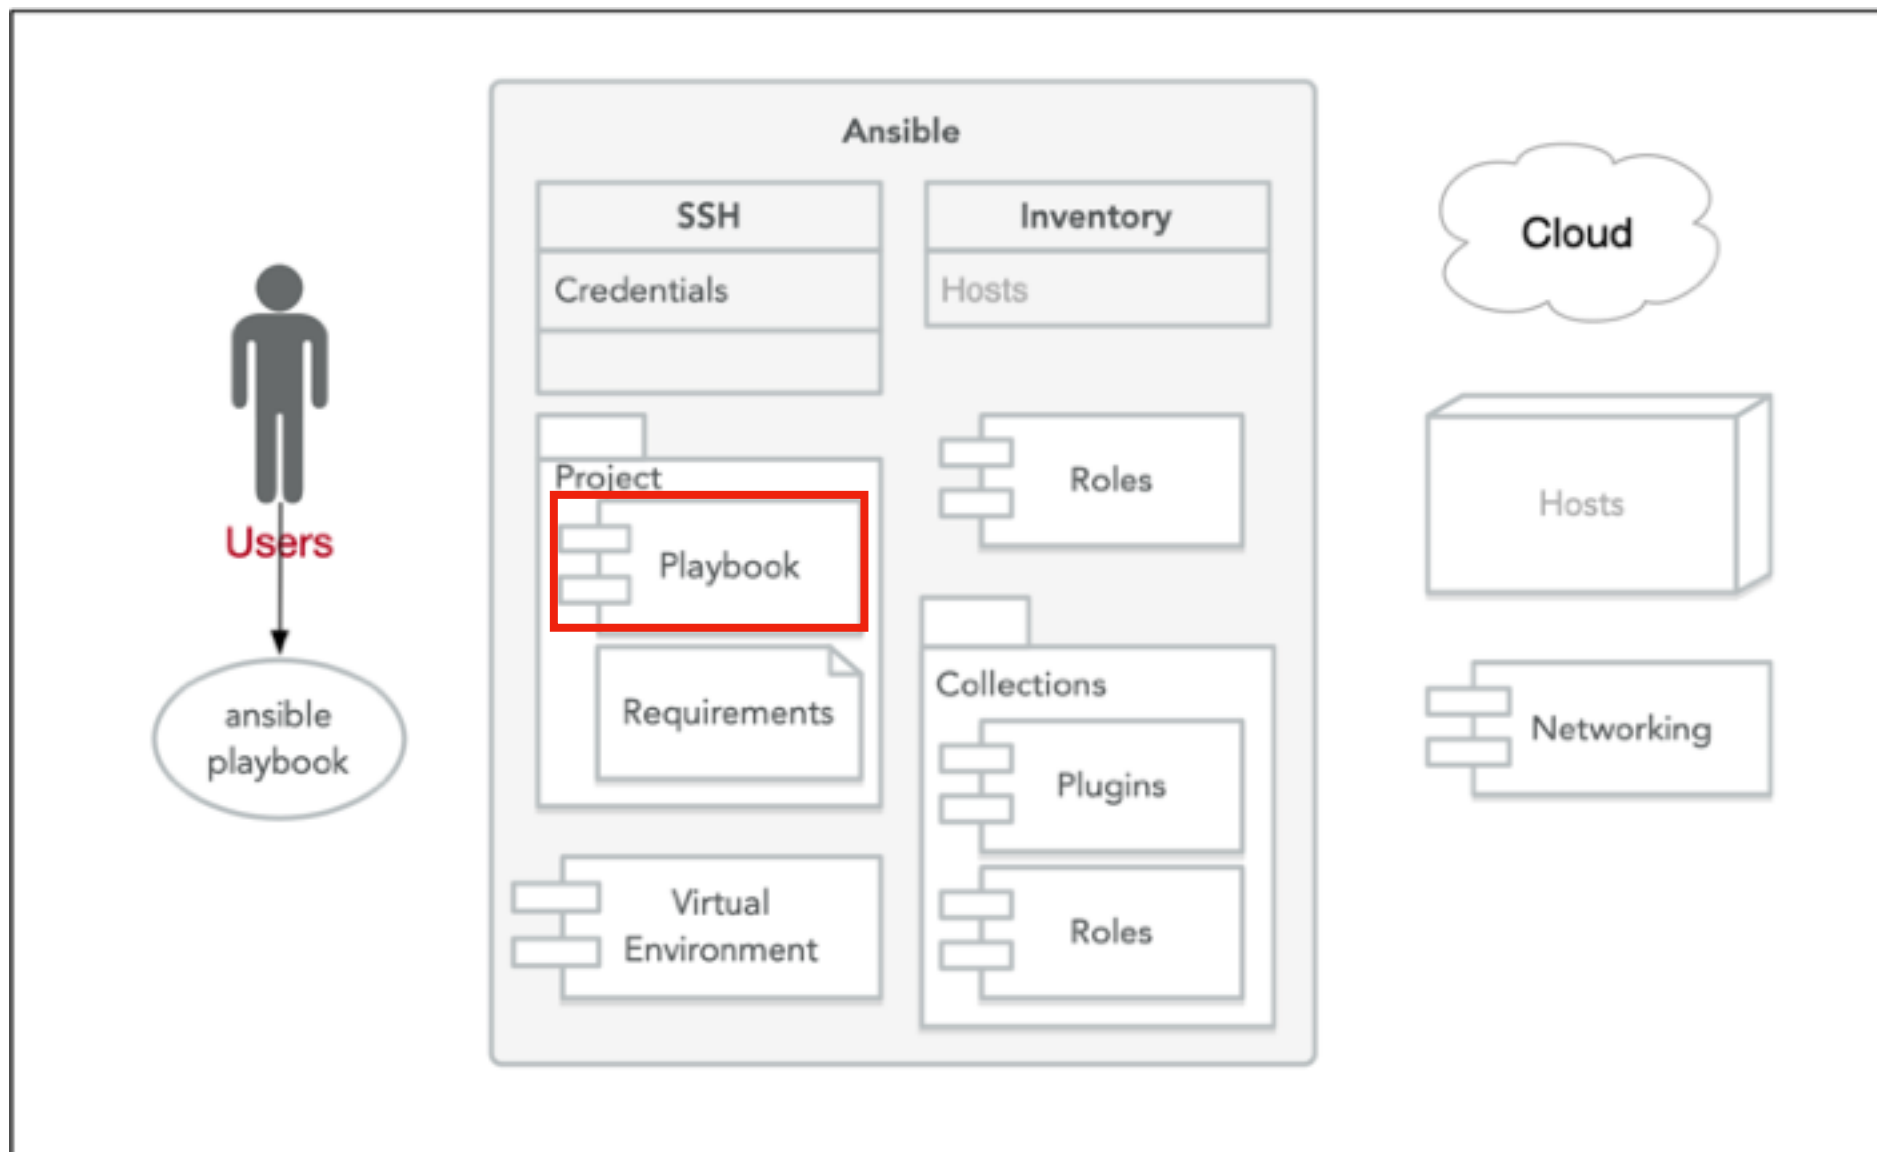 Ansible
SSH
Credentials
Inventory
Hosts
Cloud
Users
ansible
playbook
Project
Playbook
Requirements
Roles
Collections
Plugins
Roles
Virtual
Environment
Hosts
Networking